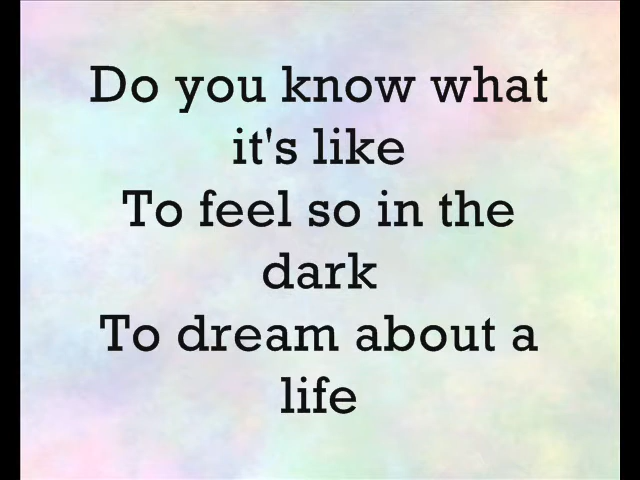 Do you know what
it's like
To feel so in the
dark
To dream about a
life